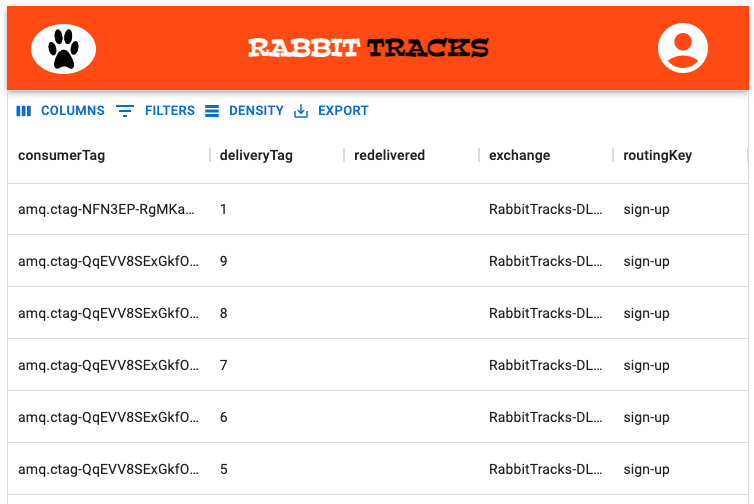 RABBIT TRACKS
COLUMNS FILTERS DENSITY EXPORT
consumerTag deliveryTag redelivered exchange routingKey
amq.ctag-NFN3EP-RgMKa... 1 RabbitTracks-DL... sign-up
amq.ctag-QqEVV8SExGkfO... 9 RabbitTracks-DL... sign-up
amq.ctag-QqEVV8SExGkfO... 8 RabbitTracks-DL... sign-up
amq.ctag-QqEVV8SExGkfO... 7 RabbitTracks-DL... sign-up
amq.ctag-QqEVV8SExGkfO... 6 RabbitTracks-DL... sign-up
amq.ctag-QqEVV8SExGkfO... 5 RabbitTracks-DL... sign-up